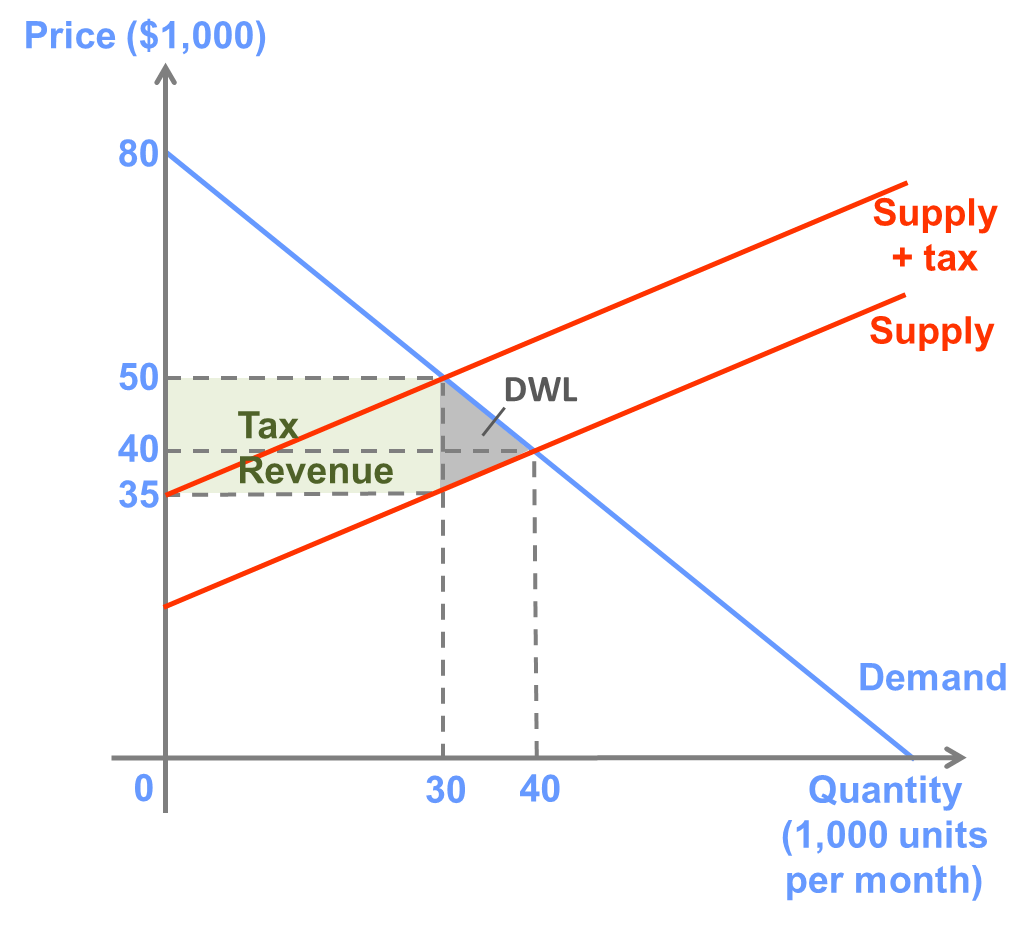 Price ($1,000)
80
Supply
+ tax
Supply
50
DWL
Tax
40
Revenue
35
Demand
0
30
40
Quantity
(1,000 units
per month)